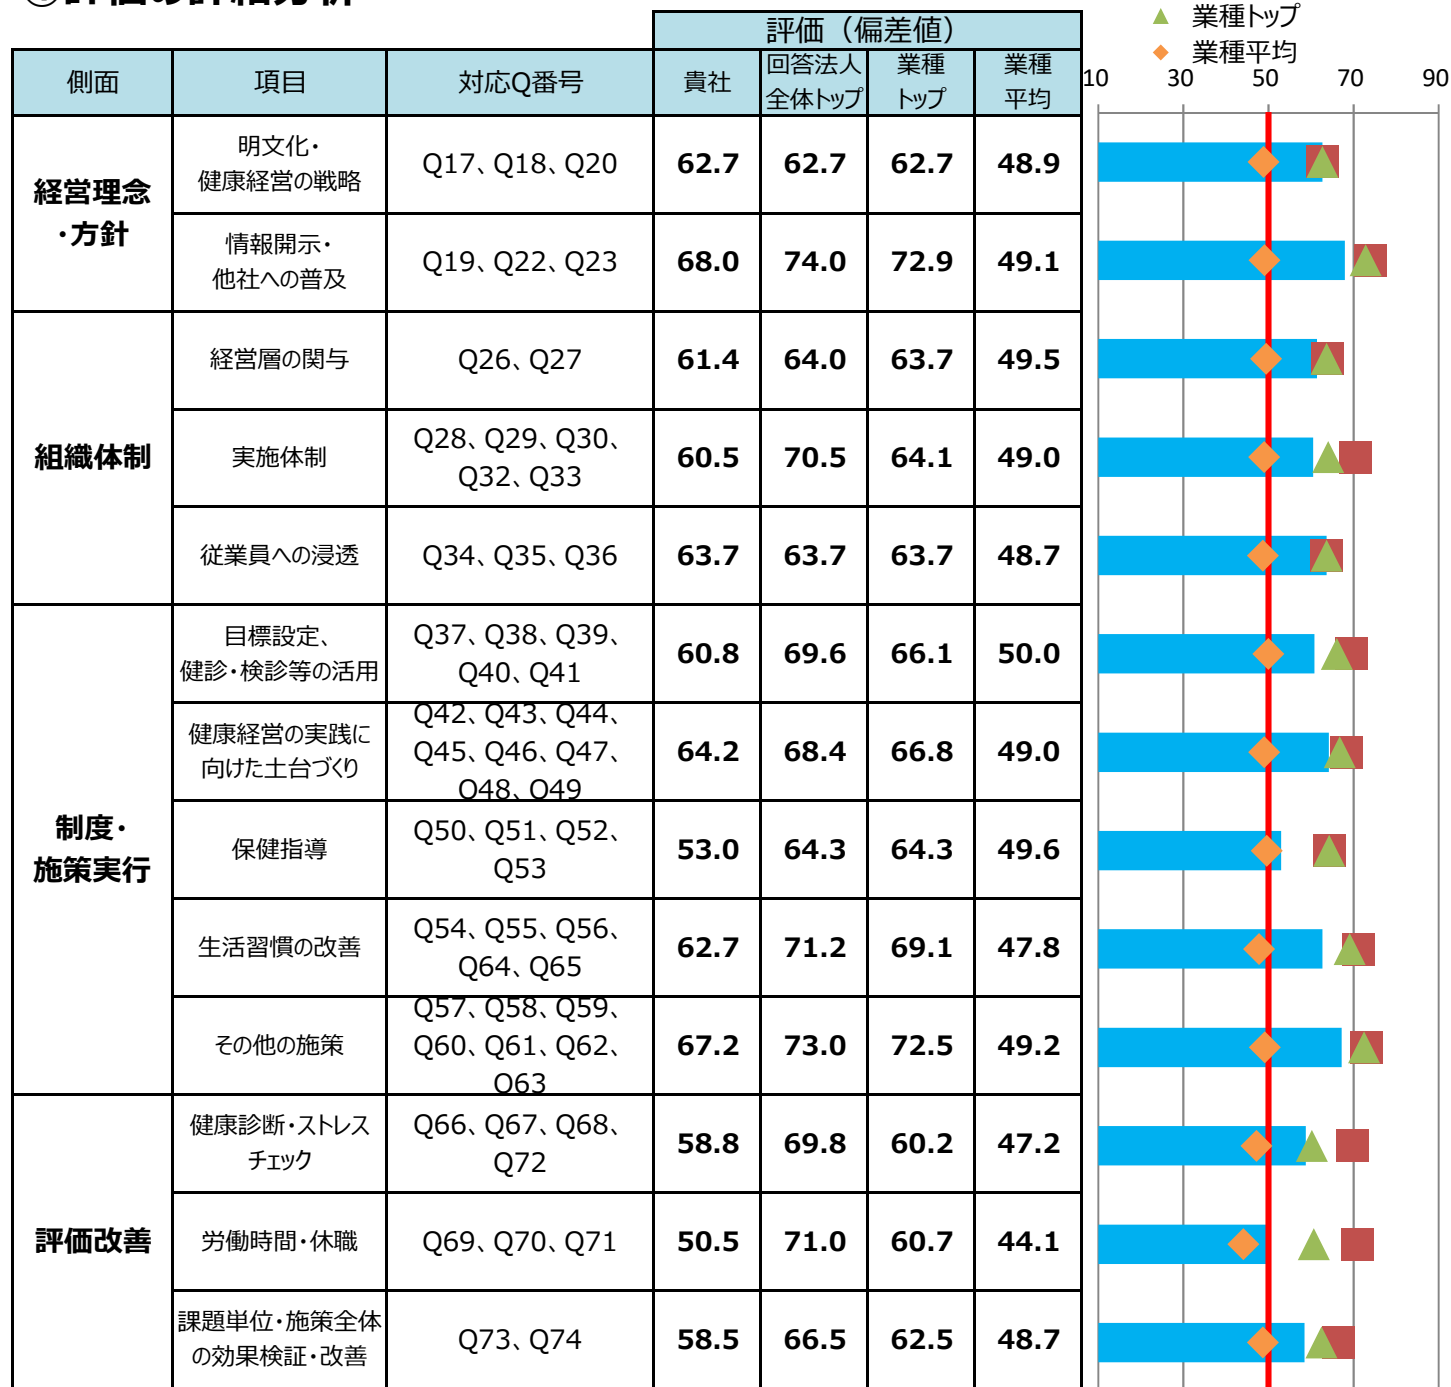 ①評価の詳細分析
▲ 業種トップ
◆ 業種平均
評価（偏差値）
側面 項目 対応Q番号 貴社 回答法人 業種 業種
全体トップ トップ 平均
10 30 50 70 90
経営理念
・方針
明文化・
健康経営の戦略
Q17、Q18、Q20 62.7 62.7 62.7 48.9
情報開示・
他社への普及
Q19、Q22、Q23 68.0 74.0 72.9 49.1
組織体制
経営層の関与 Q26、Q27 61.4 64.0 63.7 49.5
実施体制
Q28、Q29、Q30、
Q32、Q33
60.5 70.5 64.1 49.0
従業員への浸透 Q34、Q35、Q36 63.7 63.7 63.7 48.7
制度・
施策実行
目標設定、
健診・検診等の活用
Q37、Q38、Q39、
Q40、Q41
60.8 69.6 66.1 50.0
健康経営の実践に
向けた土台づくり
Q42、Q43、Q44、
Q45、Q46、Q47、
Q48、Q49
64.2 68.4 66.8 49.0
保健指導
Q50、Q51、Q52、
Q53
53.0 64.3 64.3 49.6
生活習慣の改善
Q54、Q55、Q56、
Q64、Q65
62.7 71.2 69.1 47.8
その他の施策
Q57、Q58、Q59、
Q60、Q61、Q62、
Q63
67.2 73.0 72.5 49.2
評価改善
健康診断・ストレス
チェック
Q66、Q67、Q68、
Q72
58.8 69.8 60.2 47.2
労働時間・休職 Q69、Q70、Q71 50.5 71.0 60.7 44.1
課題単位・施策全体
の効果検証・改善
Q73、Q74 58.5 66.5 62.5 48.7